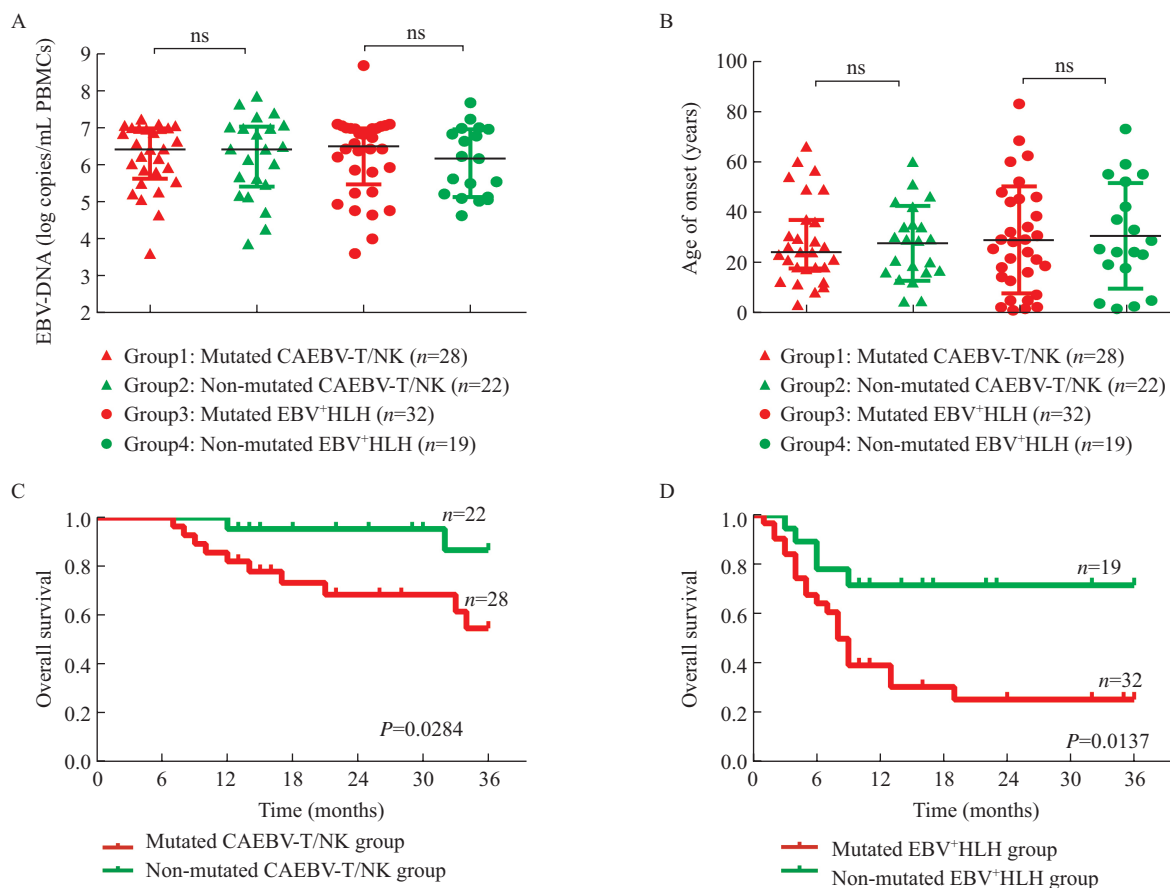 A
ns
ns
EBV-DNA (log copies/mL PBMCs)
9
8
7
6
5
4
3
2
Group1: Mutated CAEBV-T/NK (n=28)
Group2: Non-mutated CAEBV-T/NK (n=22)
Group3: Mutated EBV⁺HLH (n=32)
Group4: Non-mutated EBV⁺HLH (n=19)
B
ns
ns
Age of onset (years)
100
80
60
40
20
0
Group1: Mutated CAEBV-T/NK (n=28)
Group2: Non-mutated CAEBV-T/NK (n=22)
Group3: Mutated EBV⁺HLH (n=32)
Group4: Non-mutated EBV⁺HLH (n=19)
C
Overall survival
1.0
0.8
0.6
0.4
0.2
0.0
n=22
n=28
P=0.0284
0 6 12 18 24 30 36
Time (months)
Mutated CAEBV-T/NK group
Non-mutated CAEBV-T/NK group
D
Overall survival
1.0
0.8
0.6
0.4
0.2
0.0
n=19
n=32
P=0.0137
0 6 12 18 24 30 36
Time (months)
Mutated EBV⁺HLH group
Non-mutated EBV⁺HLH group